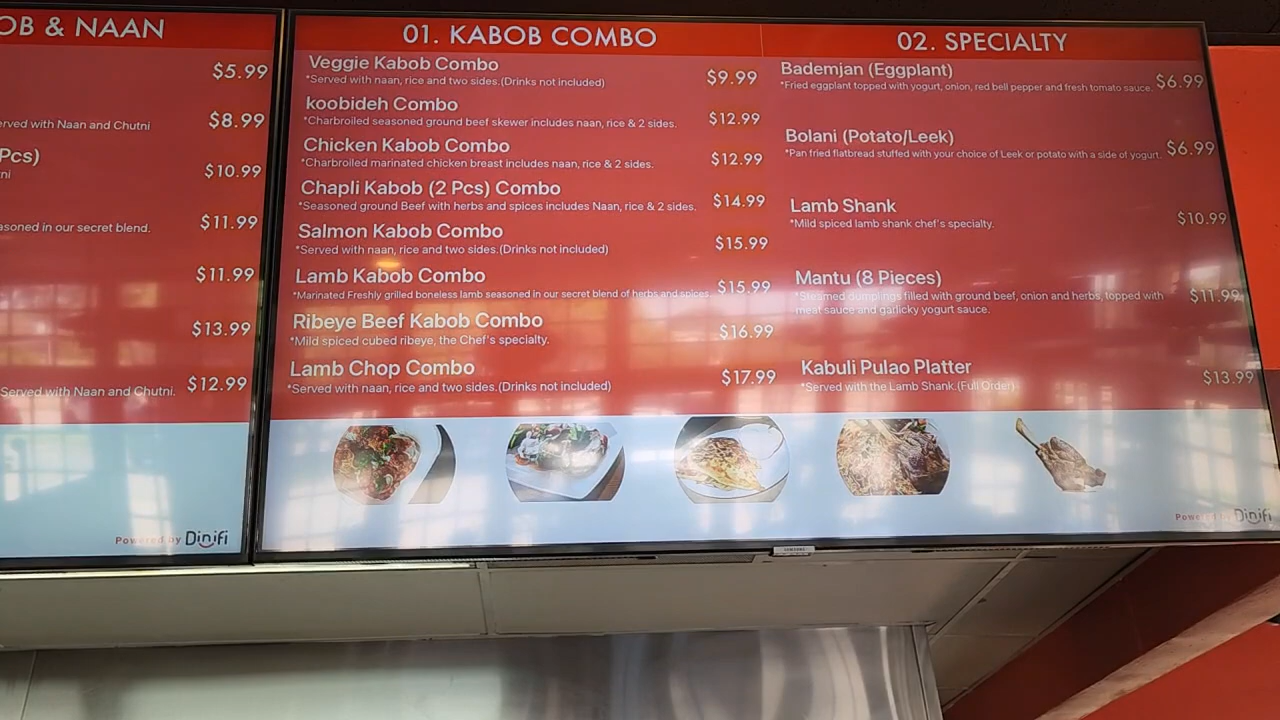 OB & NAAN
$5.99
erved with Naan and Chutni
$8.99
Pcs)
ni
$10.99
asoned in our secret blend.
$11.99
$11.99
$13.99
Served with Naan and Chutni.
$12.99
Powered by Dinifi
01. KABOB COMBO
Veggie Kabob Combo
*Served with naan, rice and two sides.(Drinks not included)
$9.99
koobideh Combo
*Charbroiled seasoned ground beef skewer includes naan, rice & 2 sides.
$12.99
Chicken Kabob Combo
*Charbroiled marinated chicken breast includes naan, rice & 2 sides.
$12.99
Chapli Kabob (2 Pcs) Combo
*Seasoned ground Beef with herbs and spices includes Naan, rice & 2 sides.
$14.99
Salmon Kabob Combo
*Served with naan, rice and two sides.(Drinks not included)
$15.99
Lamb Kabob Combo
*Marinated Freshly grilled boneless lamb seasoned in our secret blend of herbs and spices.
$15.99
Ribeye Beef Kabob Combo
*Mild spiced cubed ribeye, the Chef's specialty.
$16.99
Lamb Chop Combo
*Served with naan, rice and two sides.(Drinks not included)
$17.99
02. SPECIALTY
Bademjan (Eggplant)
*Fried eggplant topped with yogurt, onion, red bell pepper and fresh tomato sauce.
$6.99
Bolani (Potato/Leek)
*Pan fried flatbread stuffed with your choice of Leek or potato with a side of yogurt.
$6.99
Lamb Shank
*Mild spiced lamb shank chef's specialty.
$10.99
Mantu (8 Pieces)
*Steamed dumplings filled with ground beef, onion and herbs, topped with
meat sauce and garlicky yogurt sauce.
$11.99
Kabuli Pulao Platter
*Served with the Lamb Shank.(Full Order)
$13.99
Powered by Dinifi
SAMSUNG